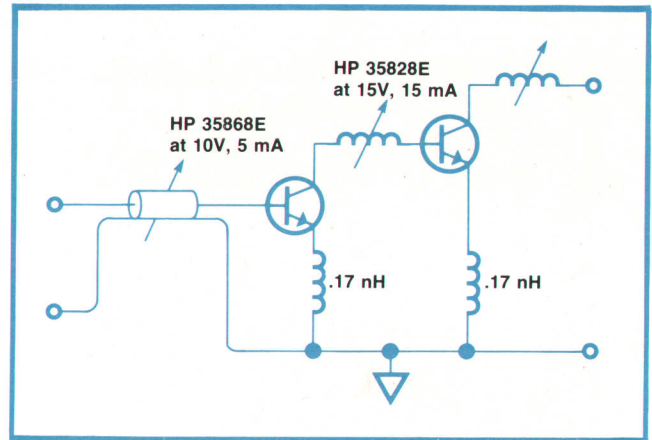 HP 35828E
at 15V, 15 mA
HP 35868E
at 10V, 5 mA
.17 nH
.17 nH